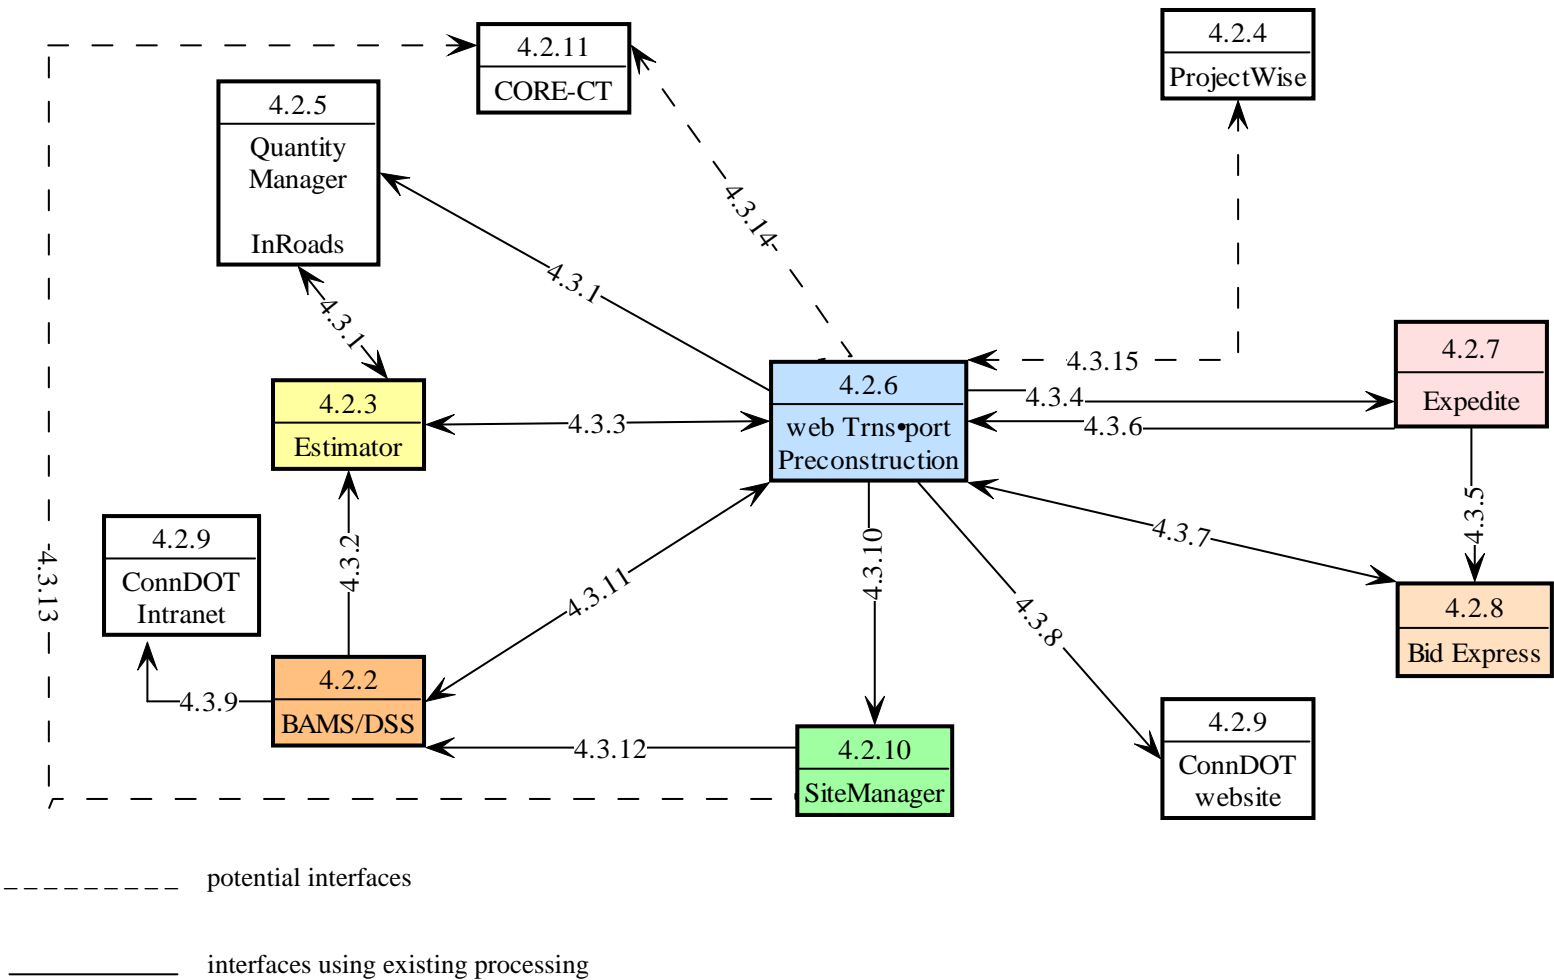 4.2.11
CORE-CT
4.2.4
ProjectWise
4.2.5
Quantity
Manager
InRoads
4.3.14
4.3.1
4.3.1
4.3.15
4.2.7
Expedite
4.2.6
web Trns•port
Preconstruction
4.3.4
4.3.6
4.2.3
Estimator
4.3.3
4.3.5
4.3.7
4.2.9
ConnDOT
Intranet
4.3.2
4.3.13
4.3.11
4.3.10
4.3.8
4.2.8
Bid Express
4.2.2
BAMS/DSS
4.3.9
4.3.12
4.2.10
SiteManager
4.2.9
ConnDOT
website
potential interfaces
interfaces using existing processing